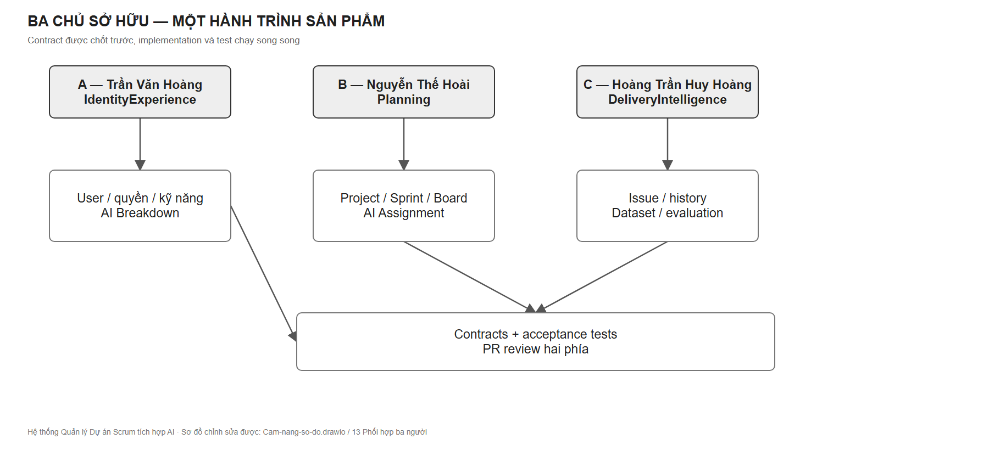 BA CHỦ SỞ HỮU — MỘT HÀNH TRÌNH SẢN PHẨM
Contract được chốt trước, implementation và test chạy song song
A — Trần Văn Hoàng
IdentityExperience
B — Nguyễn Thế Hoài
Planning
C — Hoàng Trần Huy Hoàng
DeliveryIntelligence
User / quyền / kỹ năng
AI Breakdown
Project / Sprint / Board
AI Assignment
Issue / history
Dataset / evaluation
Contracts + acceptance tests
PR review hai phía
Hệ thống Quản lý Dự án Scrum tích hợp AI · Sơ đồ chỉnh sửa được: Cam-nang-so-do.drawio / 13 Phối hợp ba người